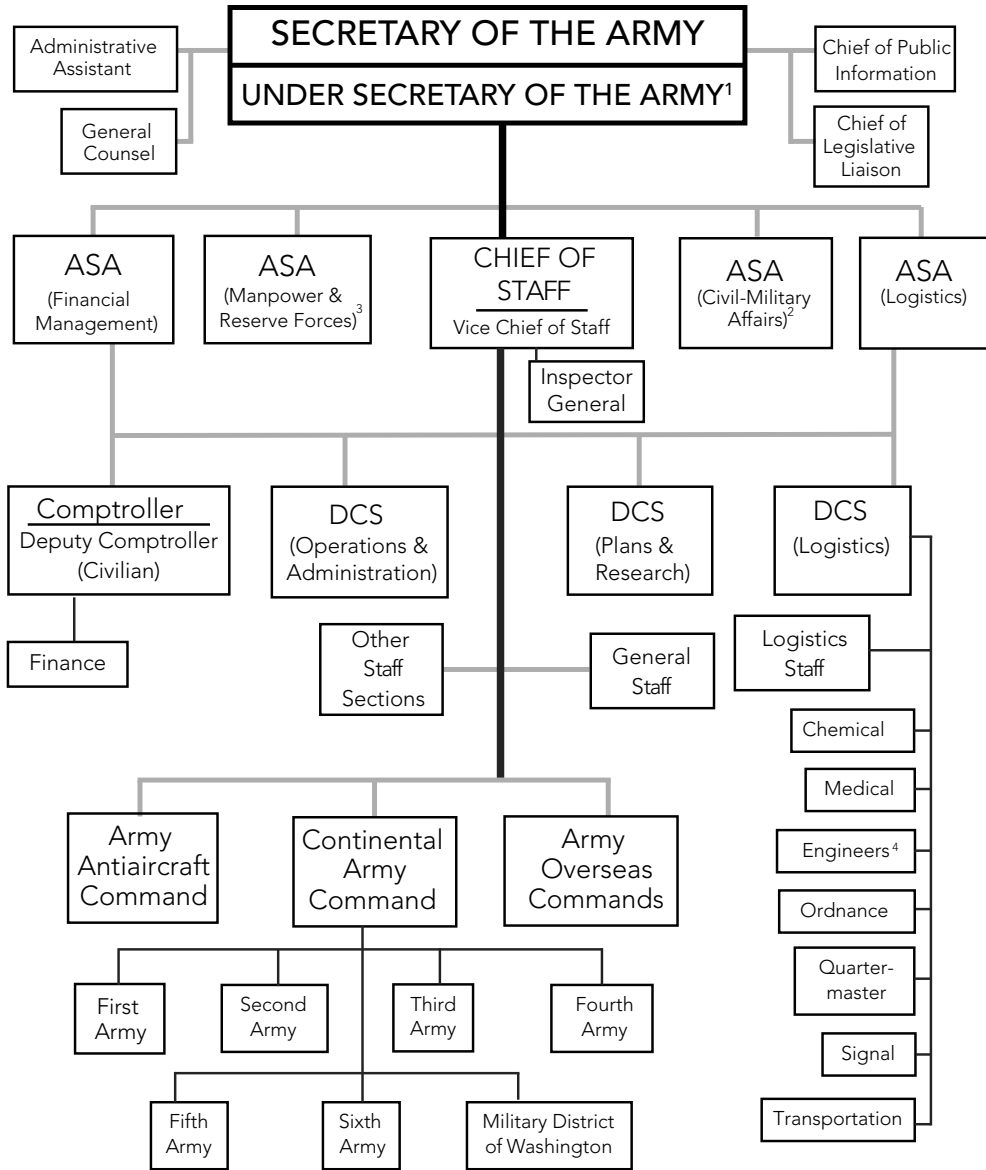 SECRETARY OF THE ARMY
UNDER SECRETARY OF THE ARMY¹
Administrative
Assistant
General
Counsel
Chief of Public
Information
Chief of
Legislative
Liaison
ASA
(Financial
Management)
ASA
(Manpower &
Reserve Forces)³
CHIEF OF
STAFF
Vice Chief of Staff
ASA
(Civil-Military
Affairs)²
ASA
(Logistics)
Inspector
General
Comptroller
Deputy Comptroller
(Civilian)
DCS
(Operations &
Administration)
DCS
(Plans &
Research)
DCS
(Logistics)
Finance
Other
Staff
Sections
General
Staff
Logistics
Staff
Chemical
Medical
Engineers⁴
Ordnance
Quarter-
master
Signal
Transportation
Army
Antiaircraft
Command
Continental
Army
Command
Army
Overseas
Commands
First
Army
Second
Army
Third
Army
Fourth
Army
Fifth
Army
Sixth
Army
Military District
of Washington